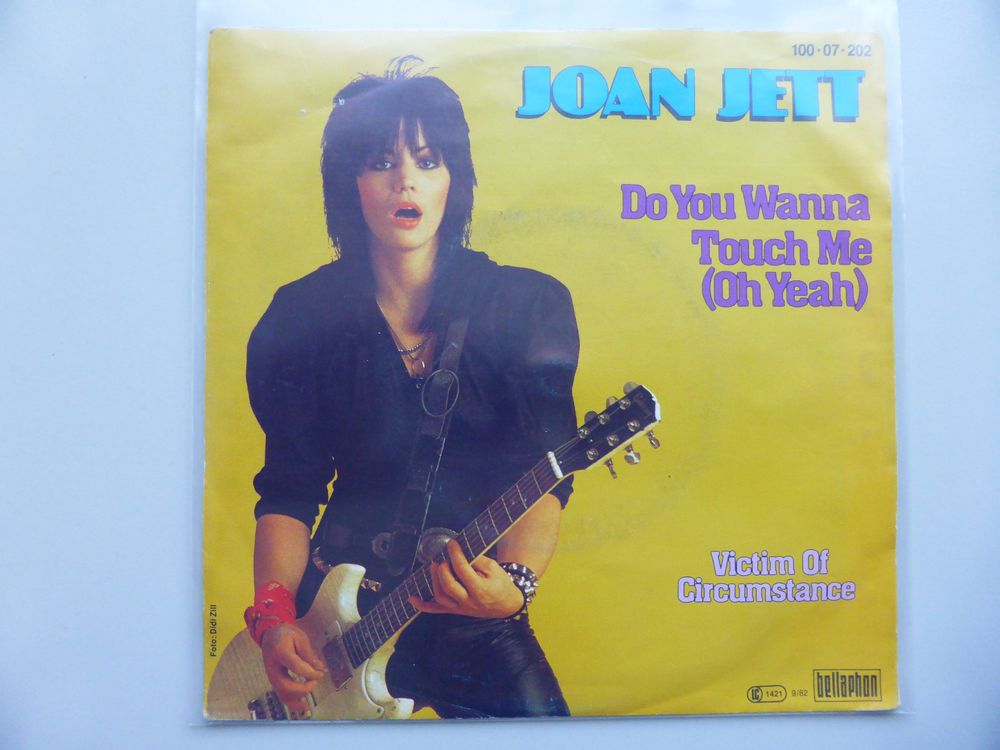 100·07·202
JOAN JETT
Do You Wanna
Touch Me
(Oh Yeah)
Victim Of
Circumstance
Foto: Didi Zill
LC 1421 9/82 bellaphon